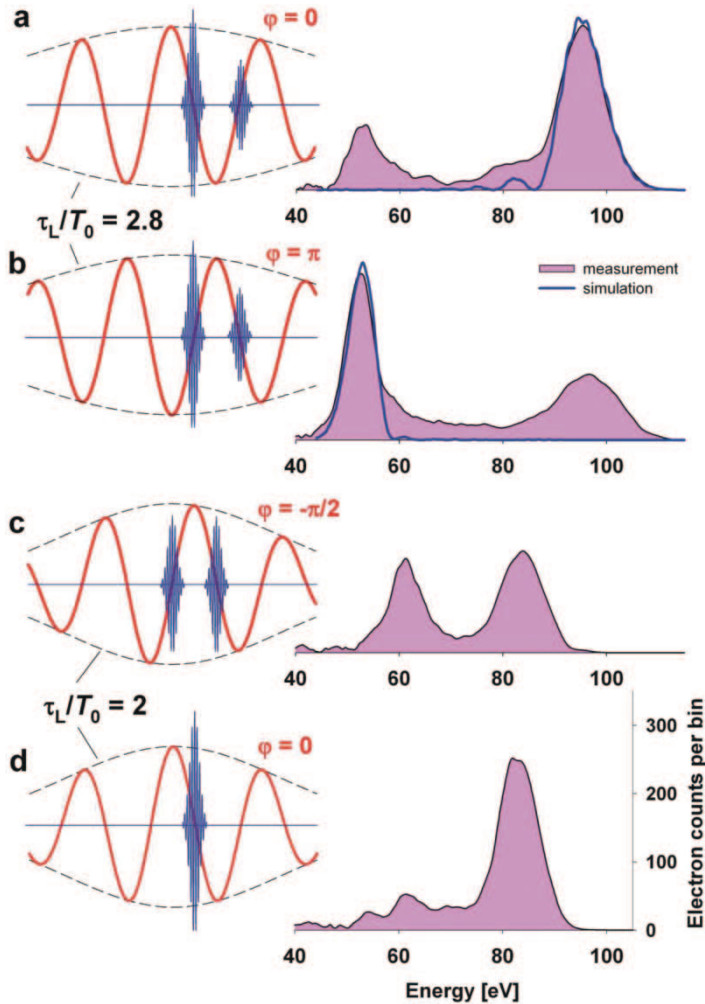 a
φ = 0
40 60 80 100
τL/T0 = 2.8
b
φ = π
measurement
simulation
40 60 80 100
c
φ = -π/2
40 60 80 100
τL/T0 = 2
d
φ = 0
300
200
100
0
Electron counts per bin
40 60 80 100
Energy [eV]